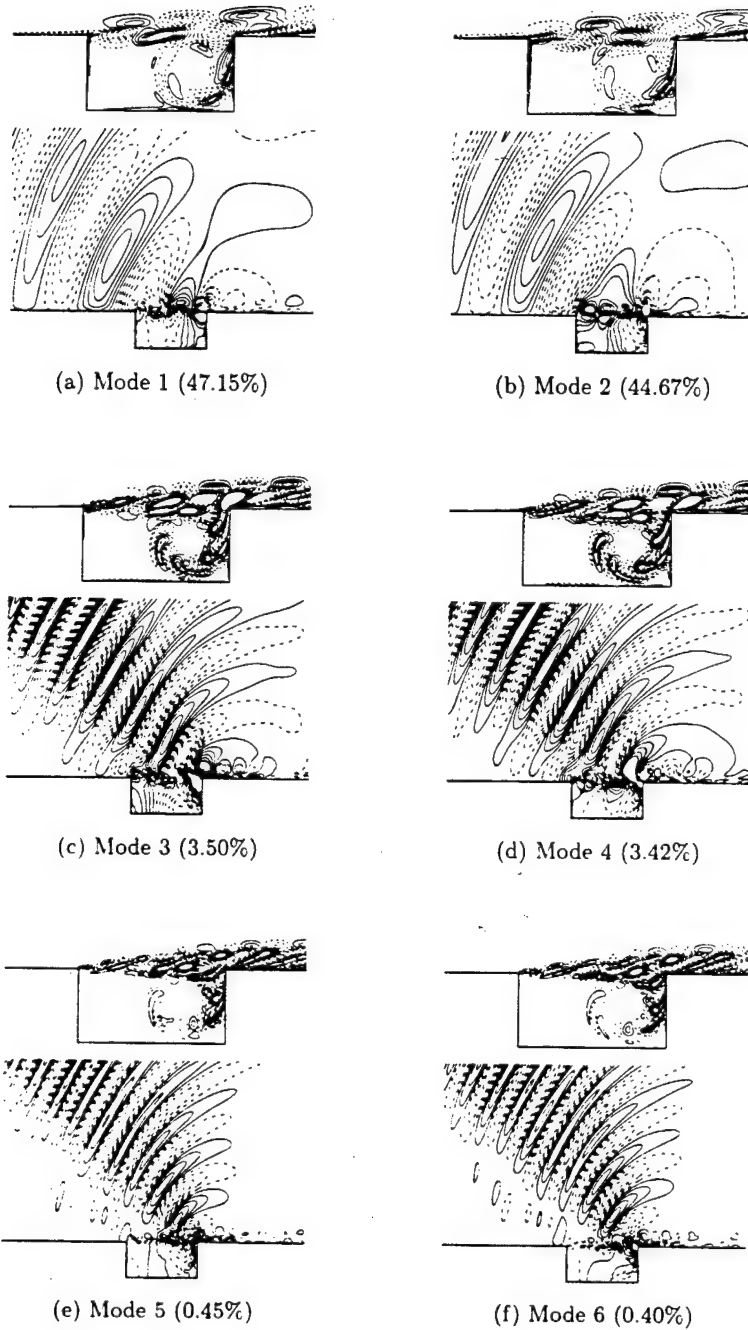 (a) Mode 1 (47.15%)
(b) Mode 2 (44.67%)
(c) Mode 3 (3.50%)
(d) Mode 4 (3.42%)
(e) Mode 5 (0.45%)
(f) Mode 6 (0.40%)